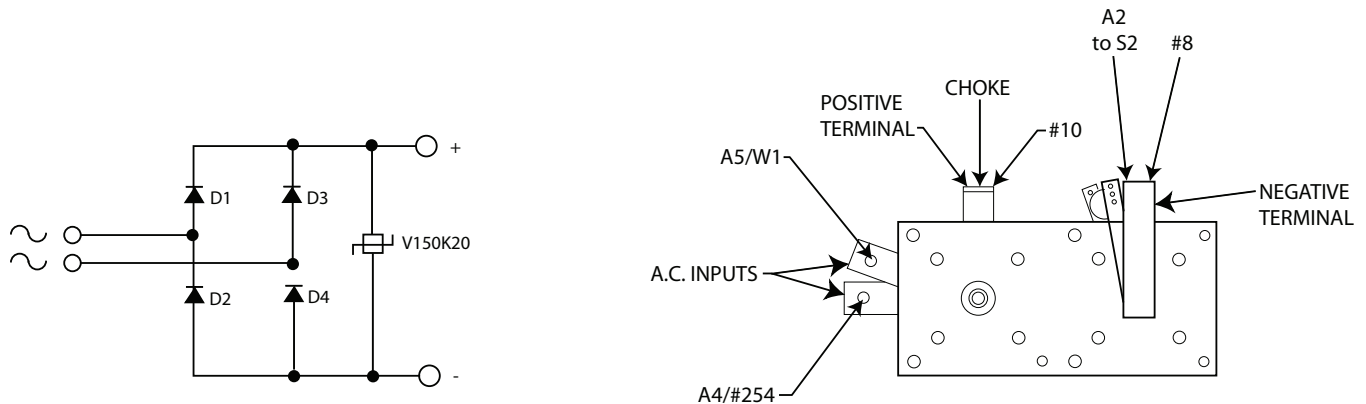 D1
D3
D2
D4
V150K20
+
-
A2
to S2
#8
CHOKE
POSITIVE
TERMINAL
#10
A5/W1
NEGATIVE
TERMINAL
A.C. INPUTS
A4/#254